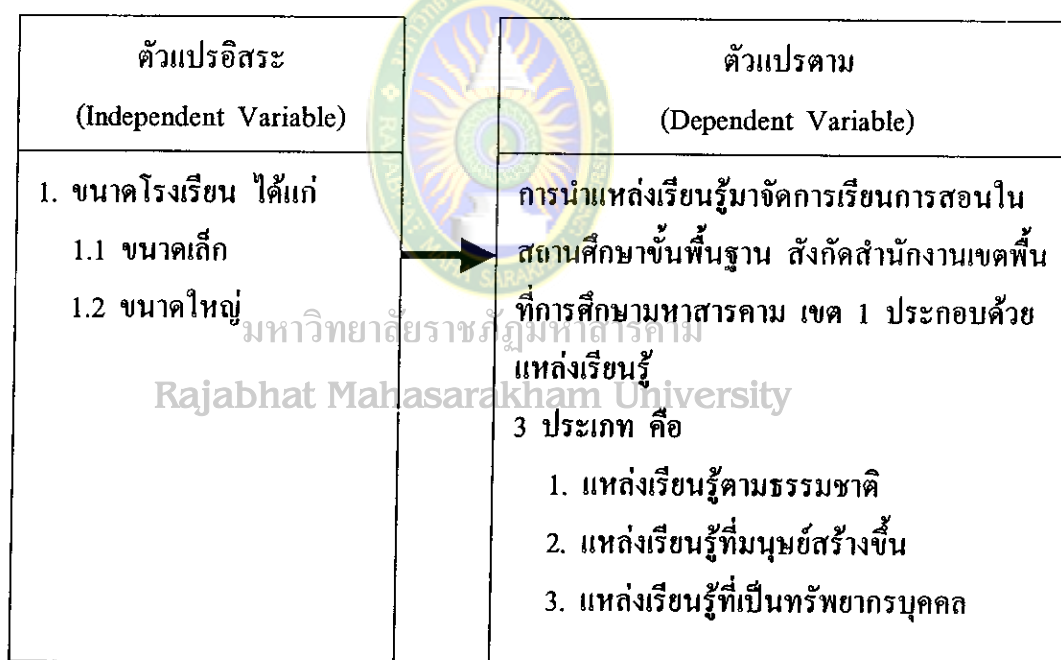 ตัวแปรอิสระ
(Independent Variable)
1. ขนาดโรงเรียน ได้แก่
1.1 ขนาดเล็ก
1.2 ขนาดใหญ่
ตัวแปรตาม
(Dependent Variable)
การนำแหล่งเรียนรู้มาจัดการเรียนการสอนใน
สถานศึกษาขั้นพื้นฐาน สังกัดสำนักงานเขตพื้น
ที่การศึกษามหาสารคาม เขต 1 ประกอบด้วย
แหล่งเรียนรู้
3 ประเภท คือ
1. แหล่งเรียนรู้ตามธรรมชาติ
2. แหล่งเรียนรู้ที่มนุษย์สร้างขึ้น
3. แหล่งเรียนรู้ที่เป็นทรัพยากรบุคคล
มหาวิทยาลัยราชภัฏมหาสารคาม
Rajabhat Mahasarakham University